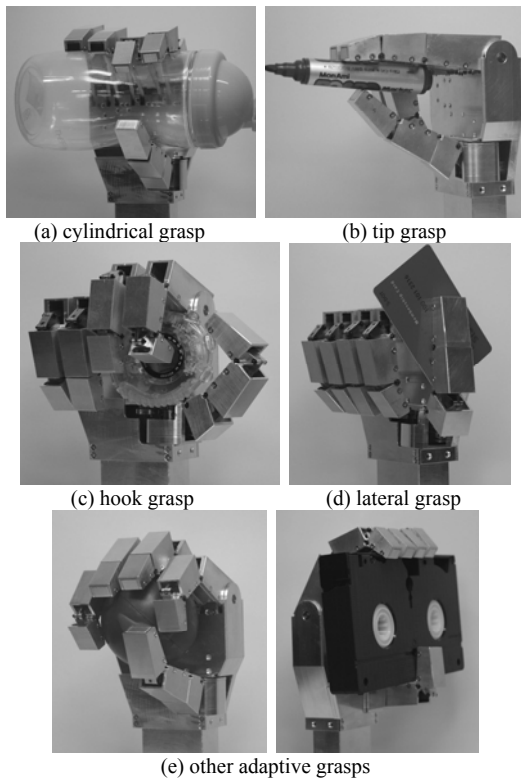 (a) cylindrical grasp
(b) tip grasp
(c) hook grasp
(d) lateral grasp
(e) other adaptive grasps